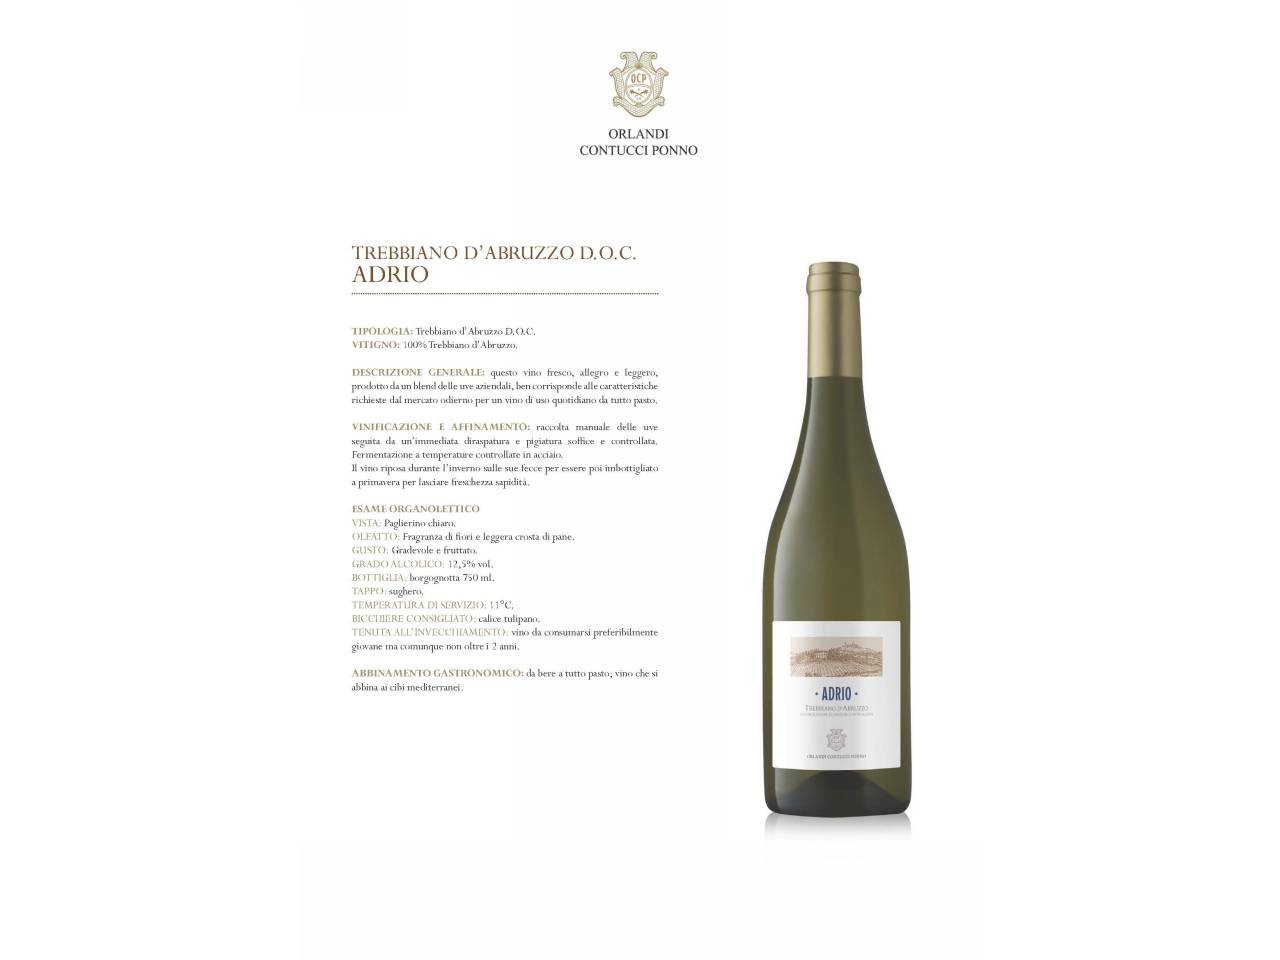 OCP
ORLANDI
CONTUCCI PONNO
TREBBIANO D'ABRUZZO D.O.C.
ADRIO
TIPOLOGIA: Trebbiano d'Abruzzo D.O.C.
VITIGNO: 100% Trebbiano d'Abruzzo.
DESCRIZIONE GENERALE: questo vino fresco, allegro e leggero,
prodotto da un blend delle uve aziendali, ben corrisponde alle caratteristiche
richieste dal mercato odierno per un vino di uso quotidiano da tutto pasto.
VINIFICAZIONE E AFFINAMENTO: raccolta manuale delle uve
seguita da un'immediata diraspatura e pigiatura soffice e controllata.
Fermentazione a temperature controllate in acciaio.
Il vino riposa durante l'inverno sulle sue fecce per essere poi imbottigliato
a primavera per lasciare freschezza sapidità.
ESAME ORGANOLETTICO
VISTA: Paglierino chiaro.
OLFATTO: Fragranza di fiori e leggera crosta di pane.
GUSTO: Gradevole e fruttato.
GRADO ALCOLICO: 12,5% vol.
BOTTIGLIA: borgognotta 750 ml.
TAPPO: sughero.
TEMPERATURA DI SERVIZIO: 11°C.
BICCHIERE CONSIGLIATO: calice tulipano.
TENUTA ALL'INVECCHIAMENTO: vino da consumarsi preferibilmente
giovane ma comunque non oltre i 2 anni.
ABBINAMENTO GASTRONOMICO: da bere a tutto pasto; vino che si
abbina ai cibi mediterranei.
• ADRIO •
TREBBIANO D'ABRUZZO
ORLANDI CONTUCCI PONNO